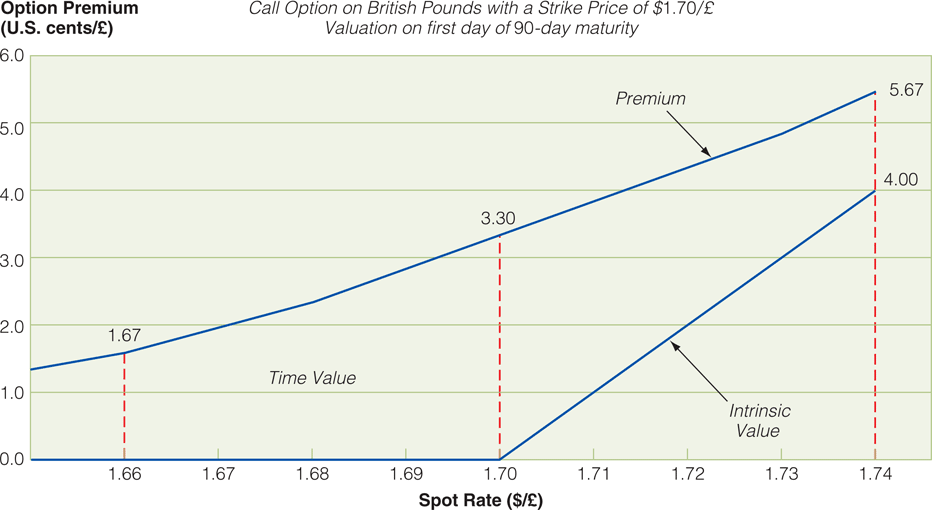 Option Premium
(U.S. cents/£)
Call Option on British Pounds with a Strike Price of $1.70/£
Valuation on first day of 90-day maturity
6.0
5.0
4.0
3.0
2.0
1.0
0.0
Premium
5.67
4.00
3.30
1.67
Time Value
Intrinsic
Value
1.66 1.67 1.68 1.69 1.70 1.71 1.72 1.73 1.74
Spot Rate ($/£)